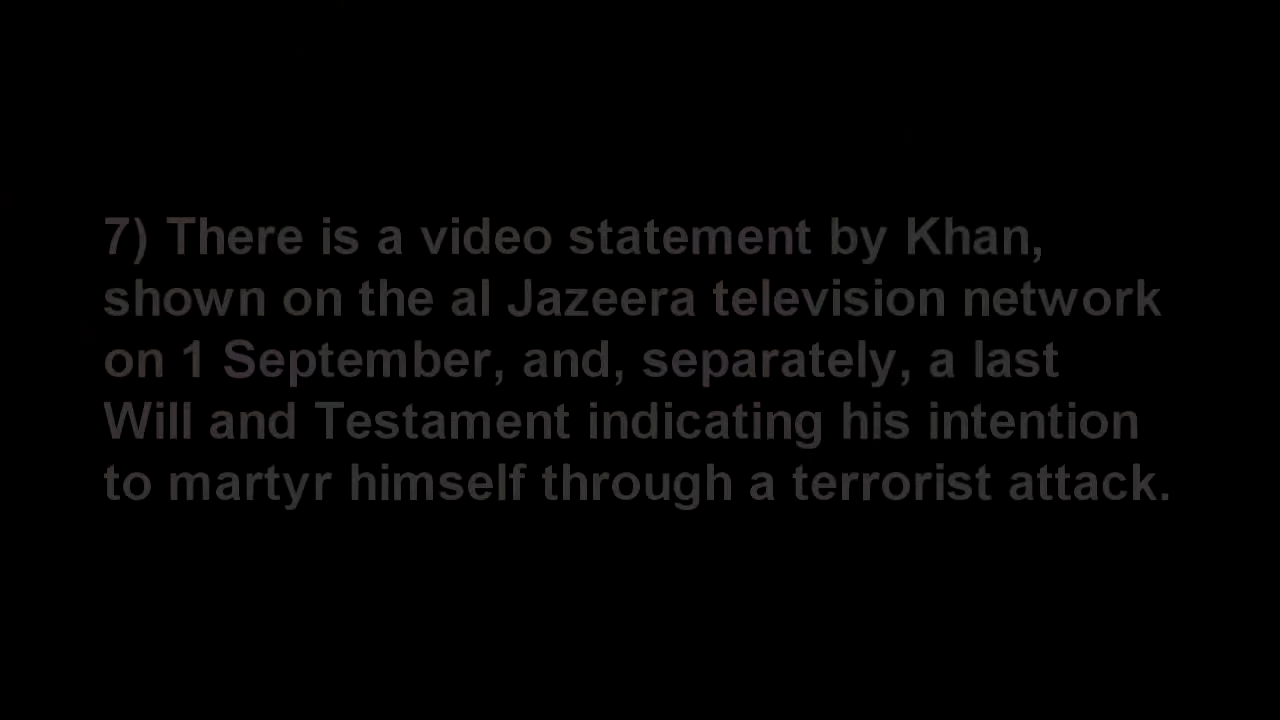 7) There is a video statement by Khan,
shown on the al Jazeera television network
on 1 September, and, separately, a last
Will and Testament indicating his intention
to martyr himself through a terrorist attack.